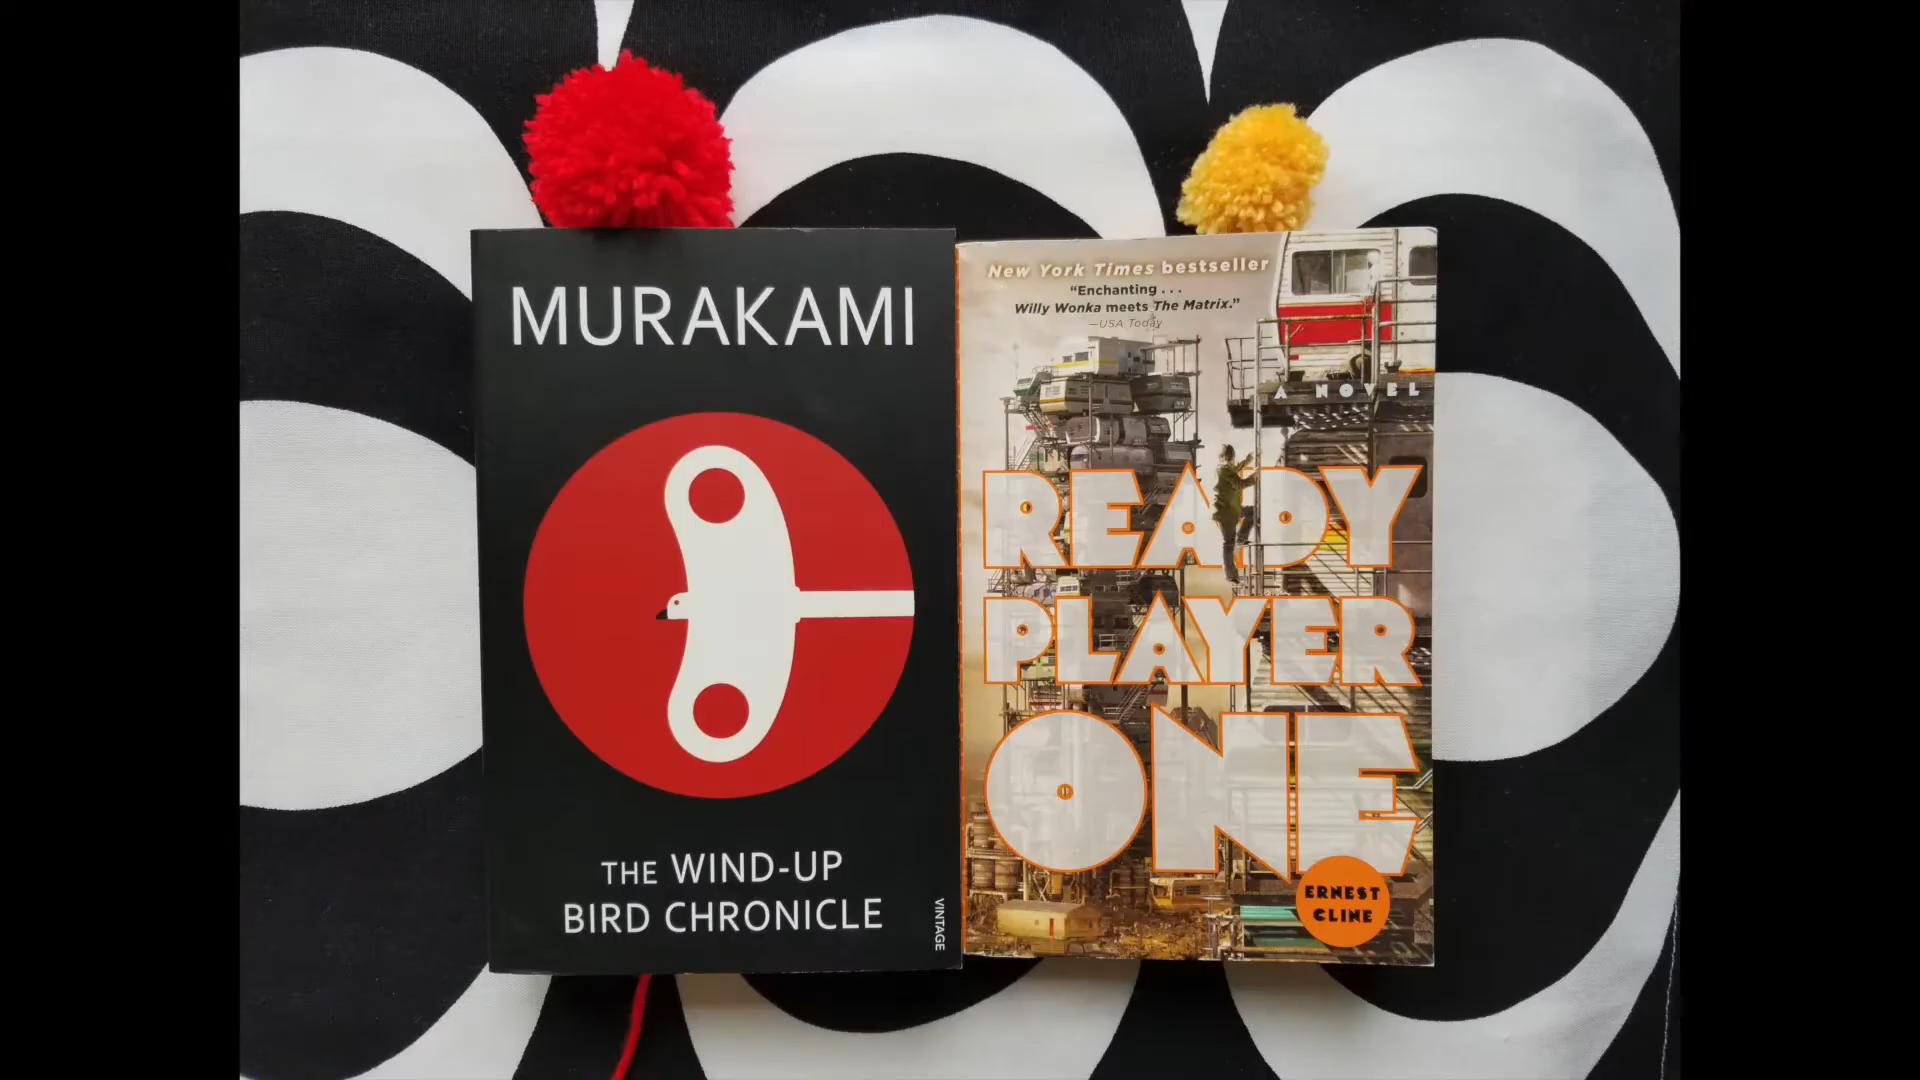 MURAKAMI
THE WIND-UP
BIRD CHRONICLE
VINTAGE
New York Times bestseller
“Enchanting . . .
Willy Wonka meets The Matrix.”
—USA Today
A NOVEL
READY
PLAYER
ONE
ERNEST
CLINE